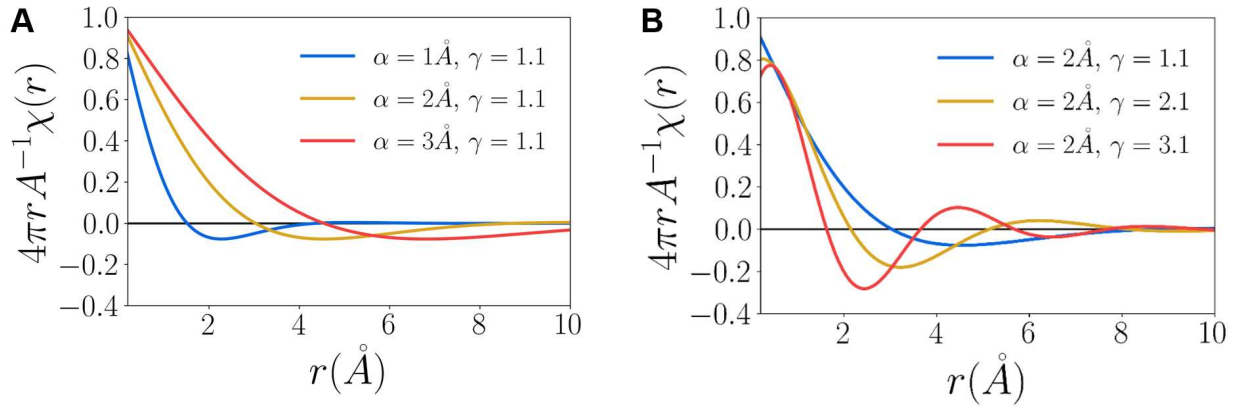 A
4πrA⁻¹χ(r)
1.0
0.8
0.6
0.4
0.2
0.0
−0.2
−0.4
α = 1Å, γ = 1.1
α = 2Å, γ = 1.1
α = 3Å, γ = 1.1
2 4 6 8 10
r(Å)
B
4πrA⁻¹χ(r)
1.0
0.8
0.6
0.4
0.2
0.0
−0.2
−0.4
α = 2Å, γ = 1.1
α = 2Å, γ = 2.1
α = 2Å, γ = 3.1
2 4 6 8 10
r(Å)